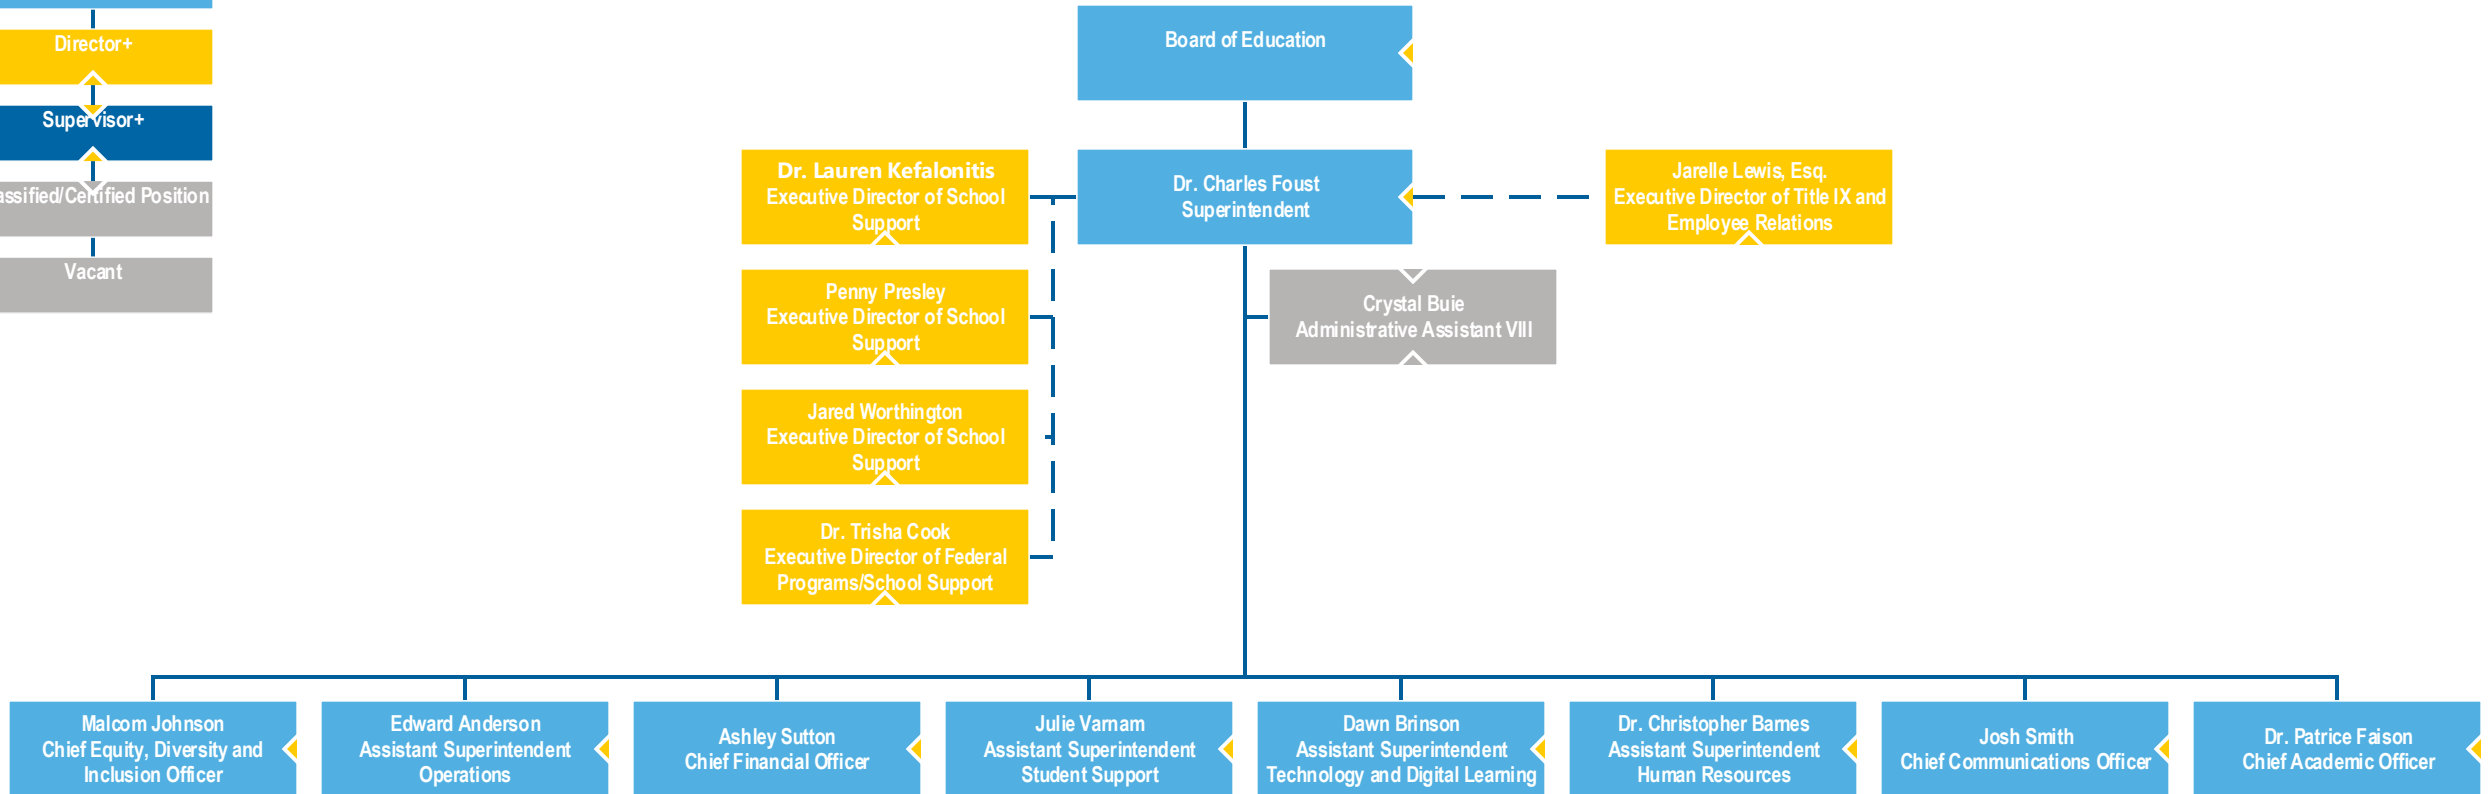 Director+
Supervisor+
assified/Certified Position
Vacant
Board of Education
Dr. Lauren Kefalonitis
Executive Director of School
Support
Dr. Charles Foust
Superintendent
Jarelle Lewis, Esq.
Executive Director of Title IX and
Employee Relations
Penny Presley
Executive Director of School
Support
Crystal Buie
Administrative Assistant VIII
Jared Worthington
Executive Director of School
Support
Dr. Trisha Cook
Executive Director of Federal
Programs/School Support
Malcom Johnson
Chief Equity, Diversity and
Inclusion Officer
Edward Anderson
Assistant Superintendent
Operations
Ashley Sutton
Chief Financial Officer
Julie Varnam
Assistant Superintendent
Student Support
Dawn Brinson
Assistant Superintendent
Technology and Digital Learning
Dr. Christopher Barnes
Assistant Superintendent
Human Resources
Josh Smith
Chief Communications Officer
Dr. Patrice Faison
Chief Academic Officer